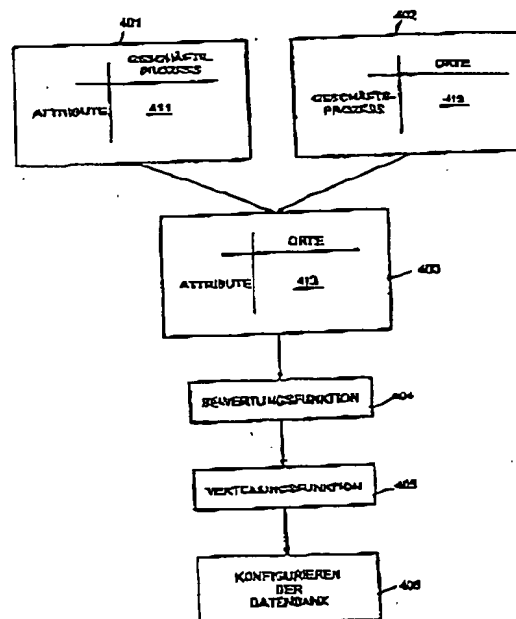 401
GESCHÄFTS-
PROZESS
ATTRIBUTE
411
402
ORTE
GESCHÄFTS-
PROZESS
412
ORTE
ATTRIBUTE
413
403
BEWERTUNGSFUNKTION
404
VERTEILUNGSFUNKTION
405
KONFIGURIEREN
DER
DATENBANK
406